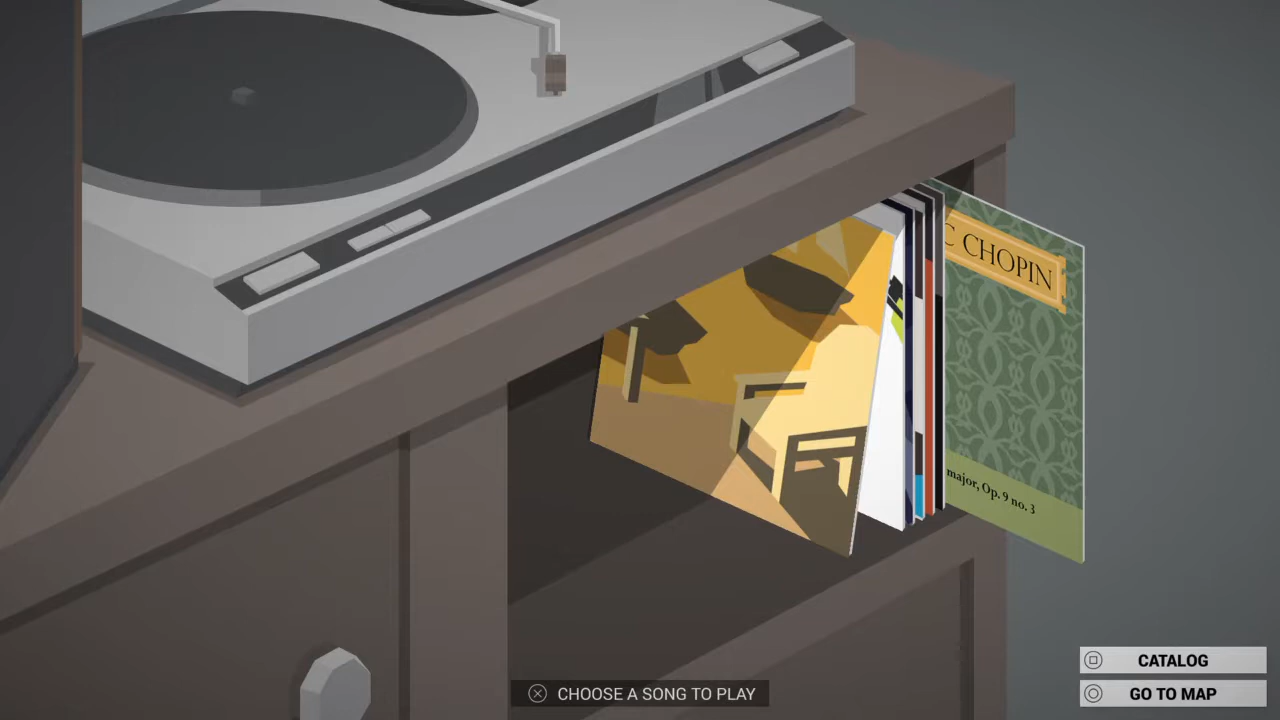 C CHOPIN
major, Op. 9 no. 3
CHOOSE A SONG TO PLAY
CATALOG
GO TO MAP